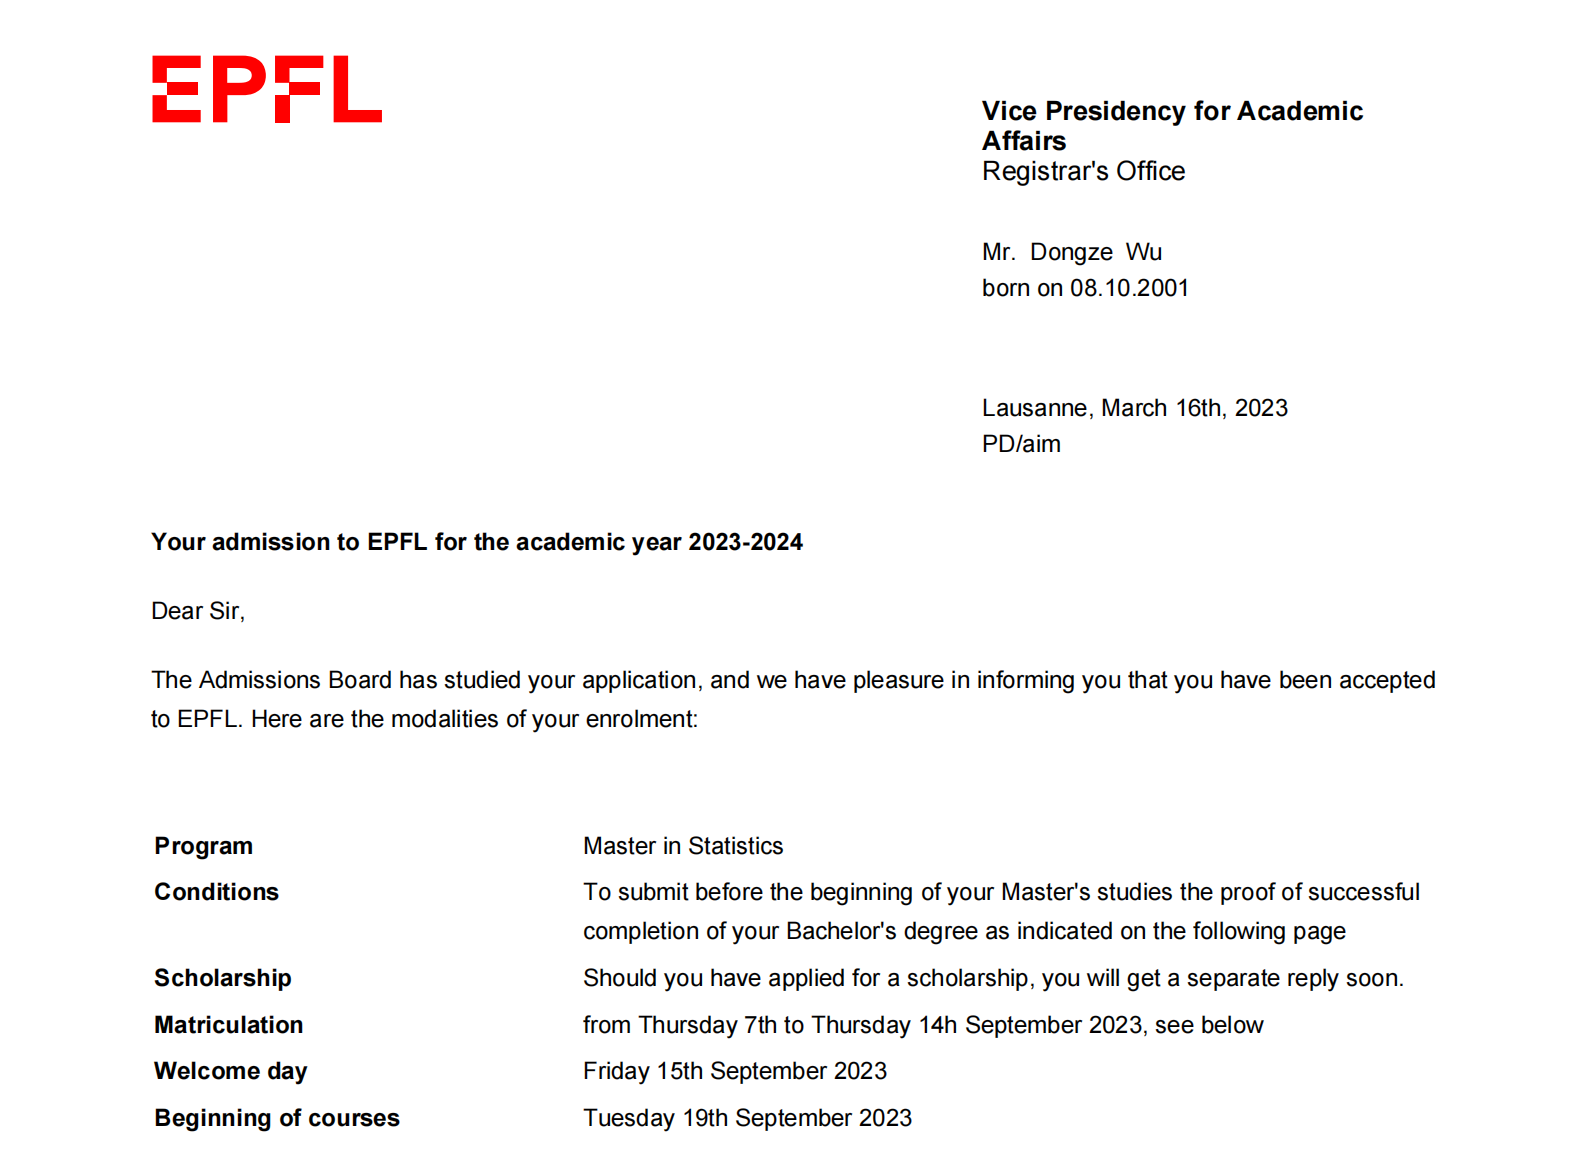 EPFL
Vice Presidency for Academic
Affairs
Registrar's Office
Mr. Dongze Wu
born on 08.10.2001
Lausanne, March 16th, 2023
PD/aim
Your admission to EPFL for the academic year 2023-2024
Dear Sir,
The Admissions Board has studied your application, and we have pleasure in informing you that you have been accepted
to EPFL. Here are the modalities of your enrolment:
Program Master in Statistics
Conditions To submit before the beginning of your Master's studies the proof of successful
completion of your Bachelor's degree as indicated on the following page
Scholarship Should you have applied for a scholarship, you will get a separate reply soon.
Matriculation from Thursday 7th to Thursday 14h September 2023, see below
Welcome day Friday 15th September 2023
Beginning of courses Tuesday 19th September 2023